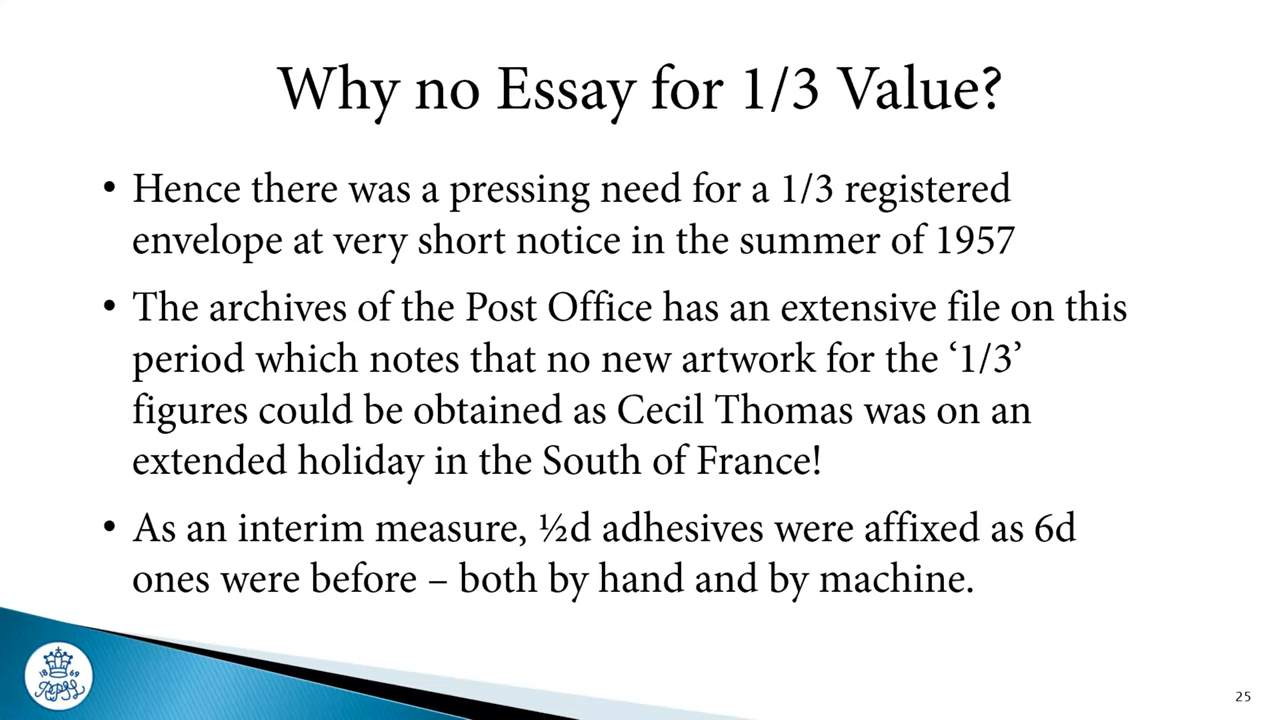 Why no Essay for 1/3 Value?
• Hence there was a pressing need for a 1/3 registered
envelope at very short notice in the summer of 1957
• The archives of the Post Office has an extensive file on this
period which notes that no new artwork for the ‘1/3’
figures could be obtained as Cecil Thomas was on an
extended holiday in the South of France!
• As an interim measure, ½d adhesives were affixed as 6d
ones were before – both by hand and by machine.
18 69
RPSL
25